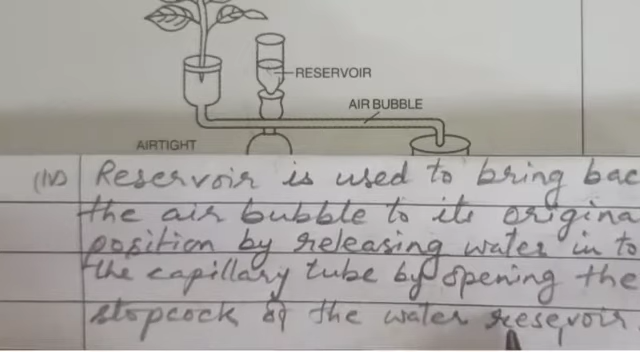 RESERVOIR
AIR BUBBLE
AIRTIGHT
(iv) Reservoir is used to bring bac
the air bubble to its origina
position by releasing water in to
the capillary tube by opening the
stopcock of the water resevoir.